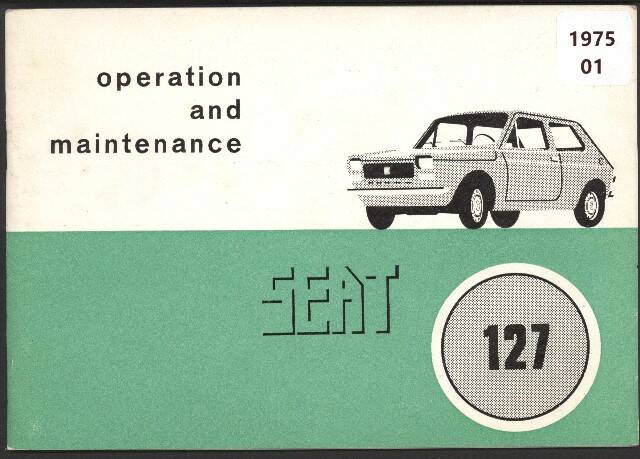 1975
01
operation
and
maintenance
SEAT
127